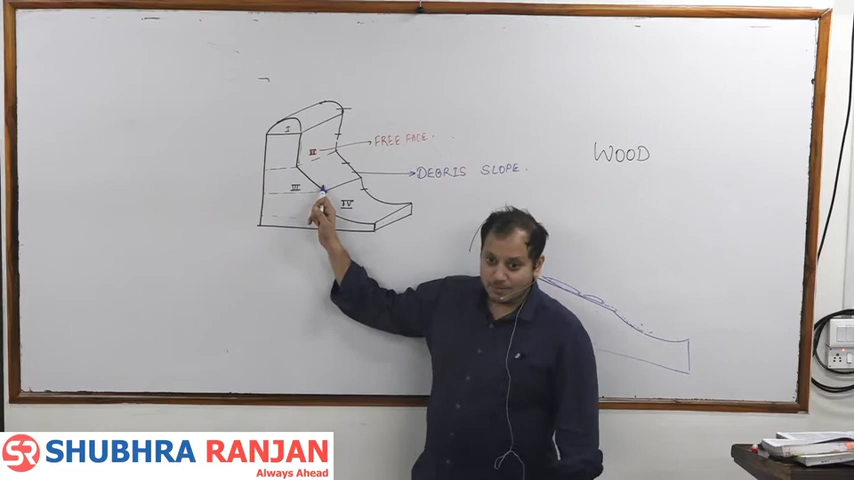 I
II
FREE FACE.
WOOD
DEBRIS SLOPE.
III
IV
SR SHUBHRA RANJAN
Always Ahead